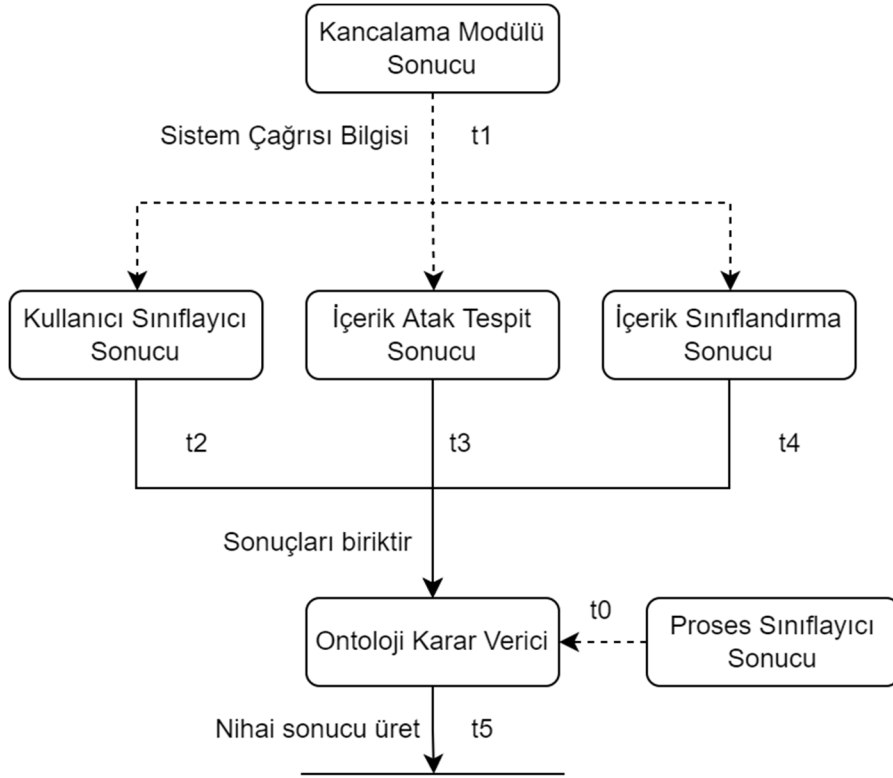 Kancalama Modülü
Sonucu
Sistem Çağrısı Bilgisi
t1
Kullanıcı Sınıflayıcı
Sonucu
İçerik Atak Tespit
Sonucu
İçerik Sınıflandırma
Sonucu
t2
t3
t4
Sonuçları biriktir
t0
Ontoloji Karar Verici
Proses Sınıflayıcı
Sonucu
Nihai sonucu üret
t5